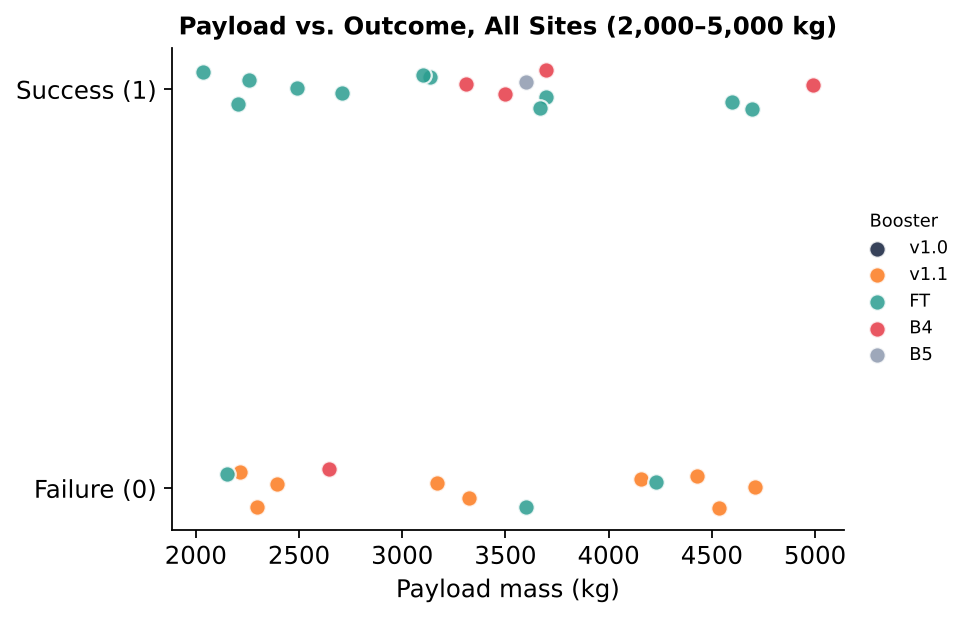 Payload vs. Outcome, All Sites (2,000–5,000 kg)
Success (1)
Failure (0)
2000 2500 3000 3500 4000 4500 5000
Payload mass (kg)
Booster
v1.0
v1.1
FT
B4
B5